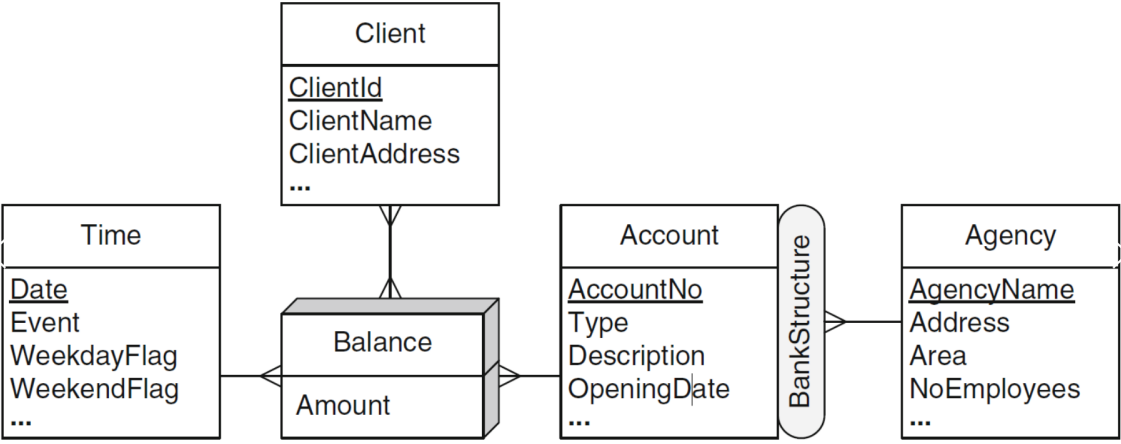 Client
ClientId
ClientName
ClientAddress
...
Time
Date
Event
WeekdayFlag
WeekendFlag
...
Balance
Amount
Account
AccountNo
Type
Description
OpeningDate
...
BankStructure
Agency
AgencyName
Address
Area
NoEmployees
...